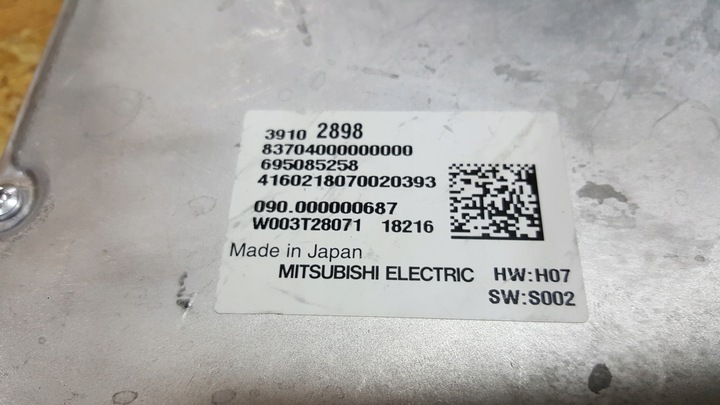 3910 2898
83704000000000
695085258
4160218070020393
090.000000687
W003T28071 18216
Made in Japan
MITSUBISHI ELECTRIC HW:H07
SW:S002